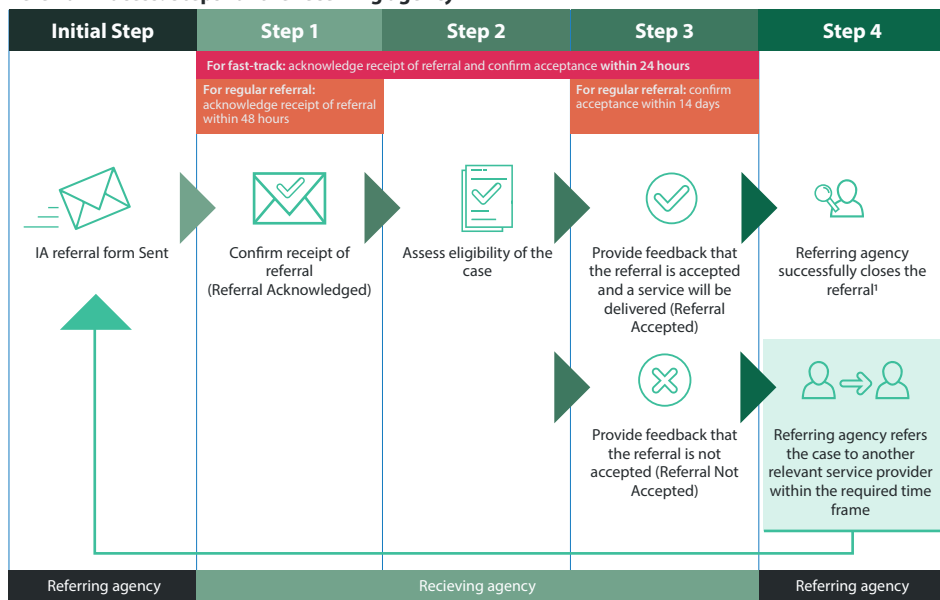 Initial Step
Step 1
Step 2
Step 3
Step 4
For fast-track: acknowledge receipt of referral and confirm acceptance within 24 hours
For regular referral:
acknowledge receipt of referral
within 48 hours
For regular referral: confirm
acceptance within 14 days
IA referral form Sent
Confirm receipt of
referral
(Referral Acknowledged)
Assess eligibility of the
case
Provide feedback that
the referral is accepted
and a service will be
delivered (Referral
Accepted)
Referring agency
successfully closes the
referral¹
Provide feedback that
the referral is not
accepted (Referral Not
Accepted)
Referring agency refers
the case to another
relevant service provider
within the required time
frame
Referring agency
Recieving agency
Referring agency